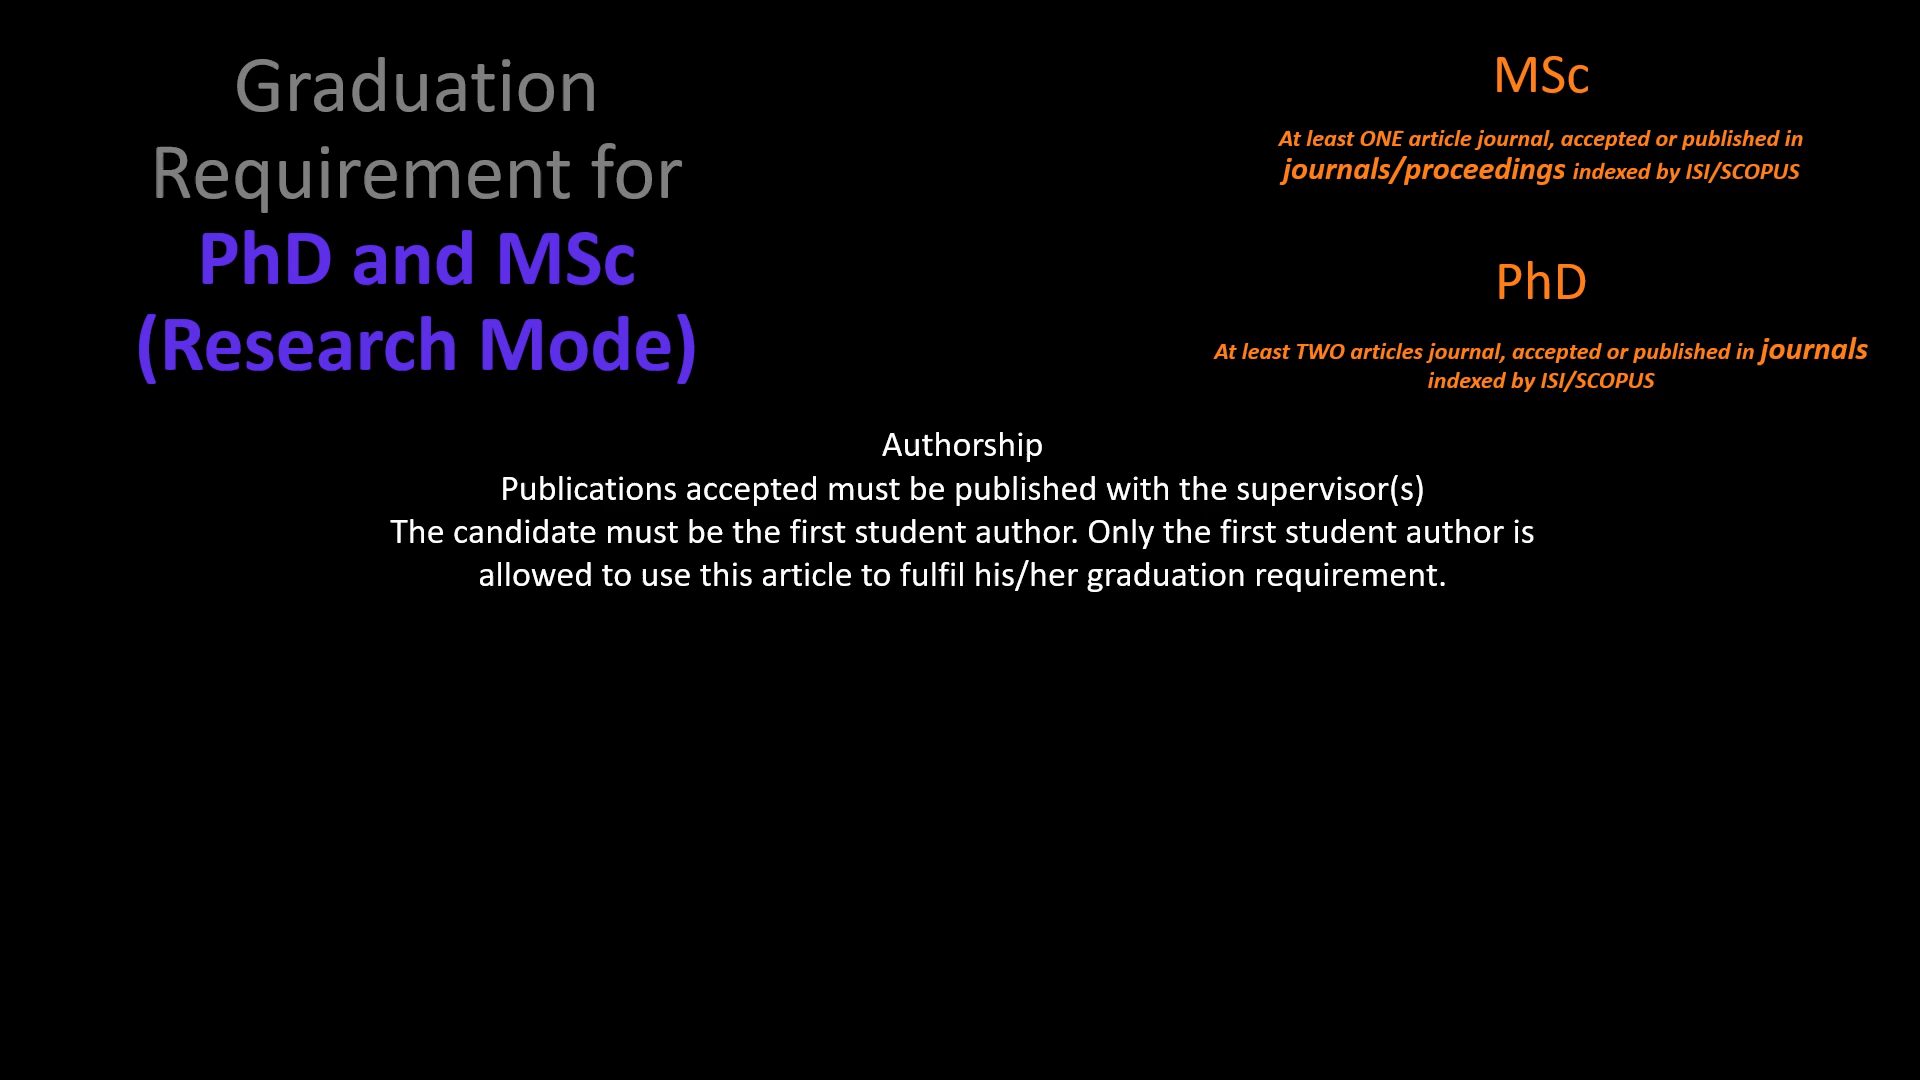 Graduation
Requirement for
PhD and MSc
(Research Mode)
MSc
At least ONE article journal, accepted or published in
journals/proceedings indexed by ISI/SCOPUS
PhD
At least TWO articles journal, accepted or published in journals
indexed by ISI/SCOPUS
Authorship
Publications accepted must be published with the supervisor(s)
The candidate must be the first student author. Only the first student author is
allowed to use this article to fulfil his/her graduation requirement.